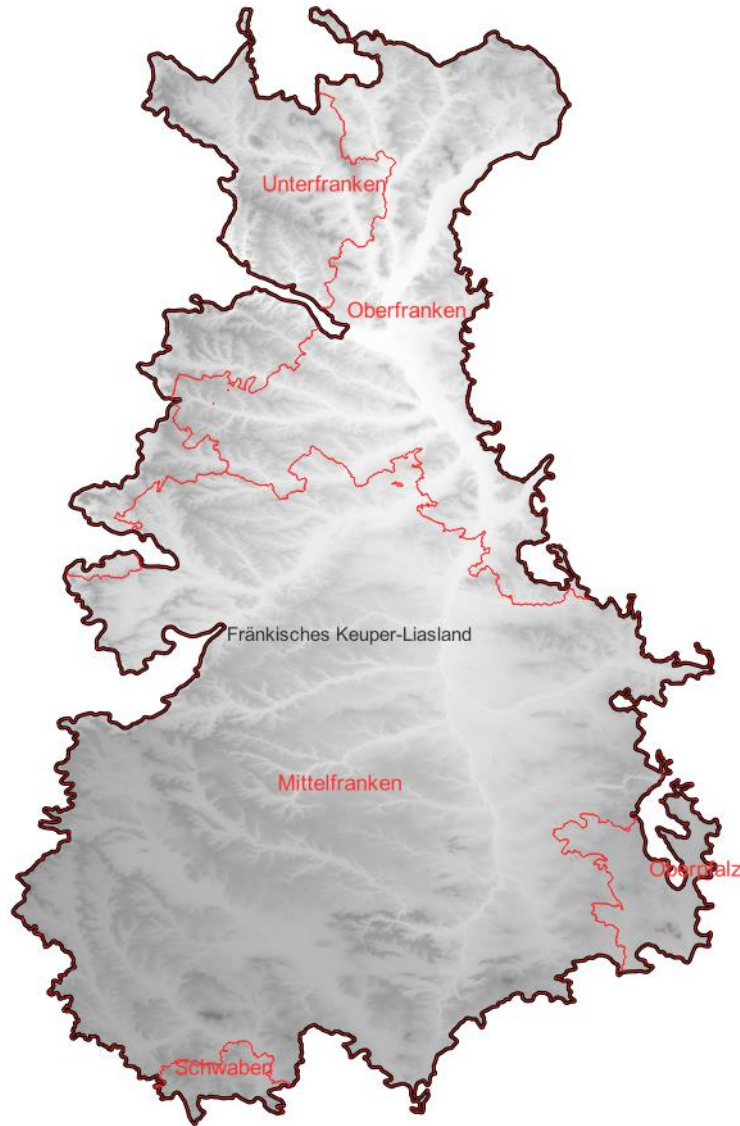 Unterfranken
Oberfranken
Fränkisches Keuper-Liasland
Mittelfranken
Oberpfalz
Schwaben